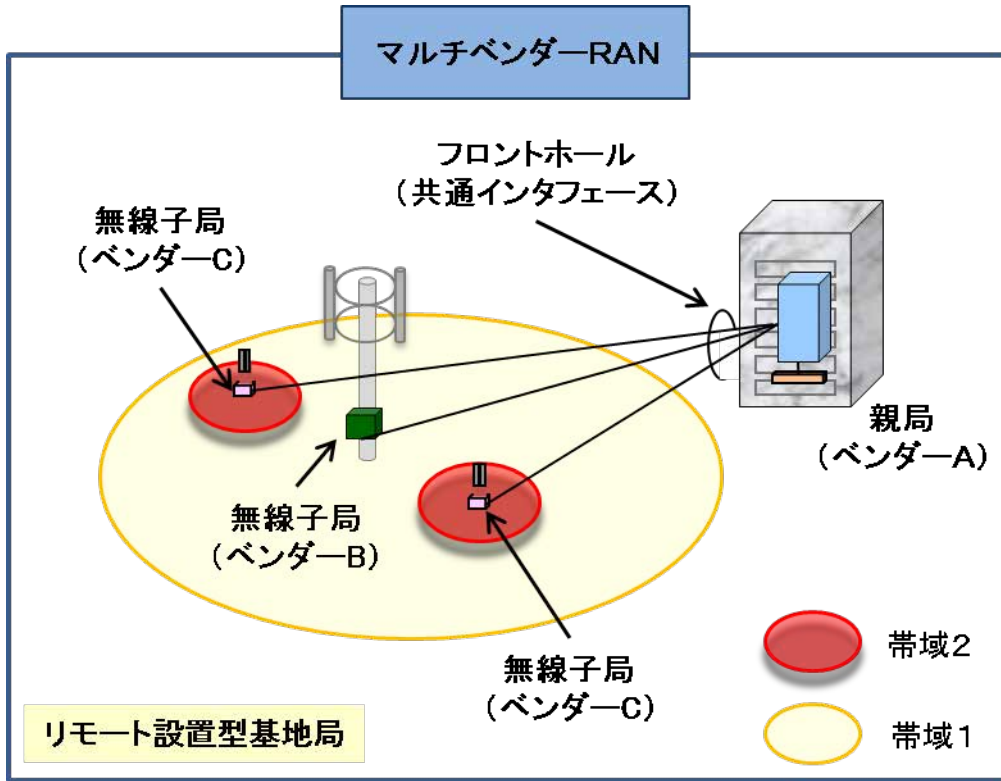 マルチベンダーRAN
フロントホール
（共通インタフェース）
無線子局
（ベンダーC）
親局
（ベンダーA）
無線子局
（ベンダーB）
無線子局
（ベンダーC）
帯域２
リモート設置型基地局
帯域１